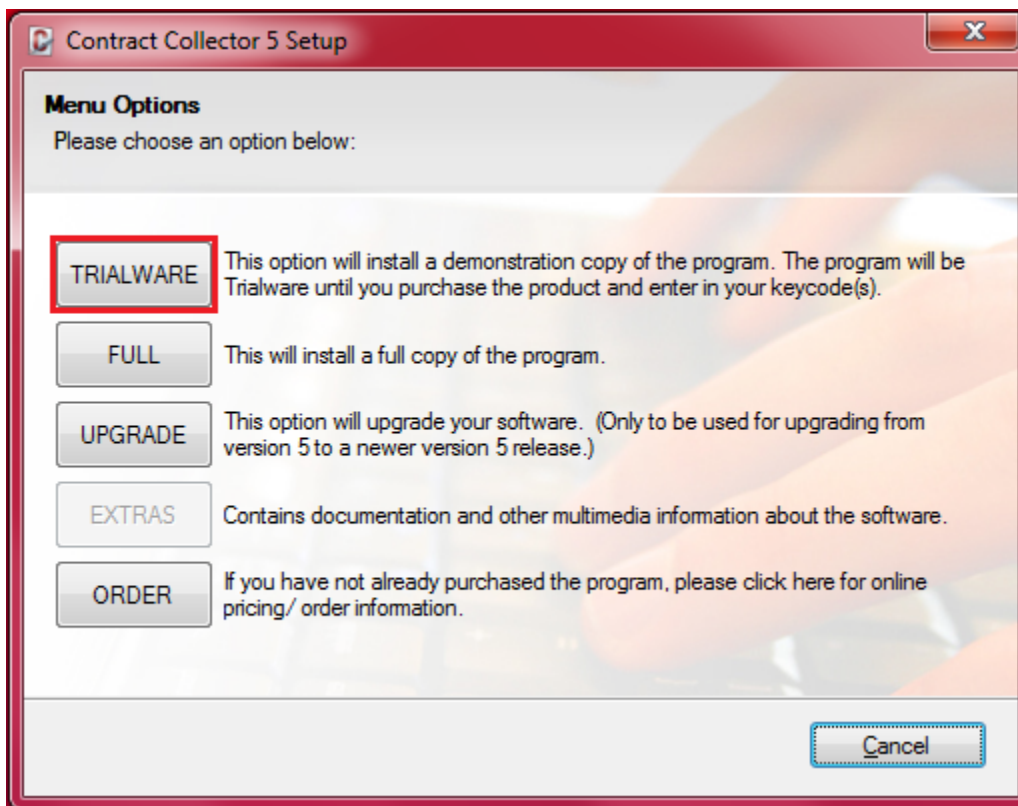 Contract Collector 5 Setup
Menu Options
Please choose an option below:
TRIALWARE
This option will install a demonstration copy of the program. The program will be
Trialware until you purchase the product and enter in your keycode(s).
FULL
This will install a full copy of the program.
UPGRADE
This option will upgrade your software.  (Only to be used for upgrading from
version 5 to a newer version 5 release.)
EXTRAS
Contains documentation and other multimedia information about the software.
ORDER
If you have not already purchased the program, please click here for online
pricing/ order information.
Cancel